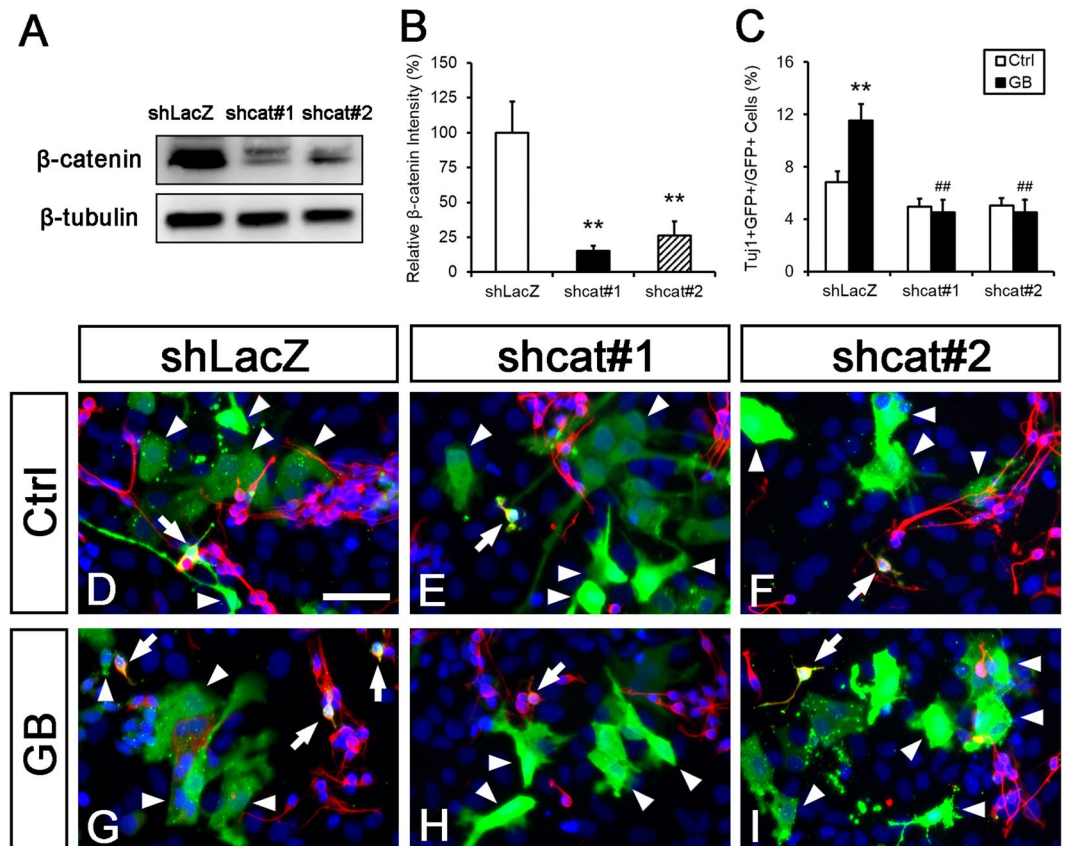 A
shLacZ shcat#1 shcat#2
β-catenin
β-tubulin
B
Relative β-catenin Intensity (%)
150
125
100
75
50
25
0
**
**
shLacZ shcat#1 shcat#2
C
Tuj1+GFP+/GFP+ Cells (%)
16
12
8
4
0
Ctrl
GB
**
##
##
shLacZ shcat#1 shcat#2
shLacZ
shcat#1
shcat#2
Ctrl
D
E
F
GB
G
H
I